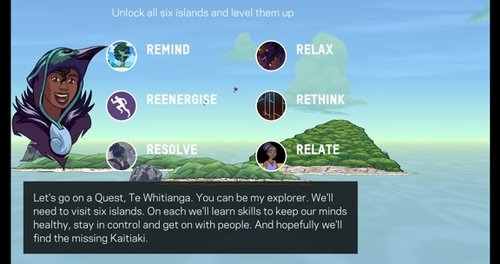 Unlock all six islands and level them up
REMIND
RELAX
REENERGISE
RETHINK
RESOLVE
RELATE
Let's go on a Quest, Te Whitianga. You can be my explorer. We'll
need to visit six islands. On each we'll learn skills to keep our minds
healthy, stay in control and get on with people. And hopefully we'll
find the missing Kaitiaki.